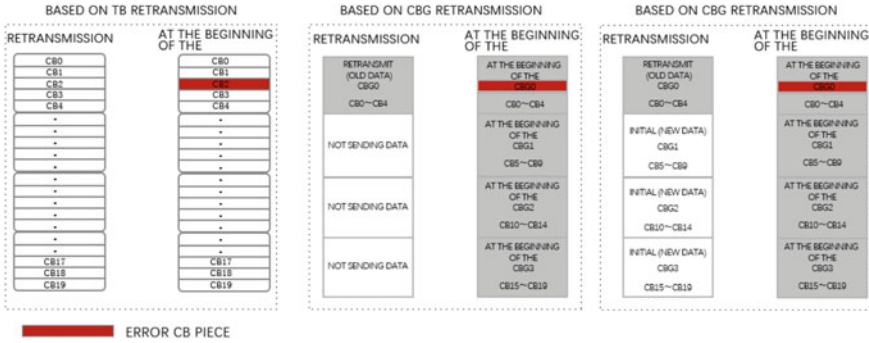 BASED ON TB RETRANSMISSION
RETRANSMISSION
AT THE BEGINNING
OF THE
CB0
CB1
CB2
CB3
CB4
CB17
CB18
CB19
CB0
CB1
CB2
CB3
CB4
CB17
CB18
CB19
BASED ON CBG RETRANSMISSION
RETRANSMISSION
AT THE BEGINNING
OF THE
RETRANSMIT
(OLD DATA)
CBG0
CB0~CB4
NOT SENDING DATA
NOT SENDING DATA
NOT SENDING DATA
AT THE BEGINNING
OF THE
CBG0
CB0~CB4
AT THE BEGINNING
OF THE
CBG1
CB5~CB9
AT THE BEGINNING
OF THE
CBG2
CB10~CB14
AT THE BEGINNING
OF THE
CBG3
CB15~CB19
BASED ON CBG RETRANSMISSION
RETRANSMISSION
AT THE BEGINNING
OF THE
RETRANSMIT
(OLD DATA)
CBG0
CB0~CB4
INITIAL (NEW DATA)
CBG1
CB5~CB9
INITIAL (NEW DATA)
CBG2
CB10~CB14
INITIAL (NEW DATA)
CBG3
CB15~CB19
AT THE BEGINNING
OF THE
CBG0
CB0~CB4
AT THE BEGINNING
OF THE
CBG1
CB5~CB9
AT THE BEGINNING
OF THE
CBG2
CB10~CB14
AT THE BEGINNING
OF THE
CBG3
CB15~CB19
ERROR CB PIECE